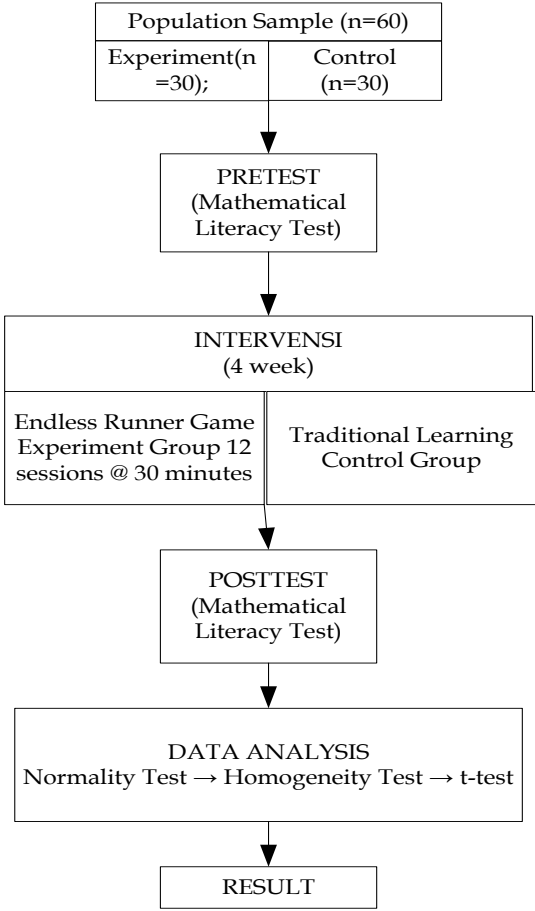 Population Sample (n=60)
Experiment(n
=30);
Control
(n=30)
PRETEST
(Mathematical
Literacy Test)
INTERVENSI
(4 week)
Endless Runner Game
Experiment Group 12
sessions @ 30 minutes
Traditional Learning
Control Group
POSTTEST
(Mathematical
Literacy Test)
DATA ANALYSIS
Normality Test → Homogeneity Test → t-test
RESULT